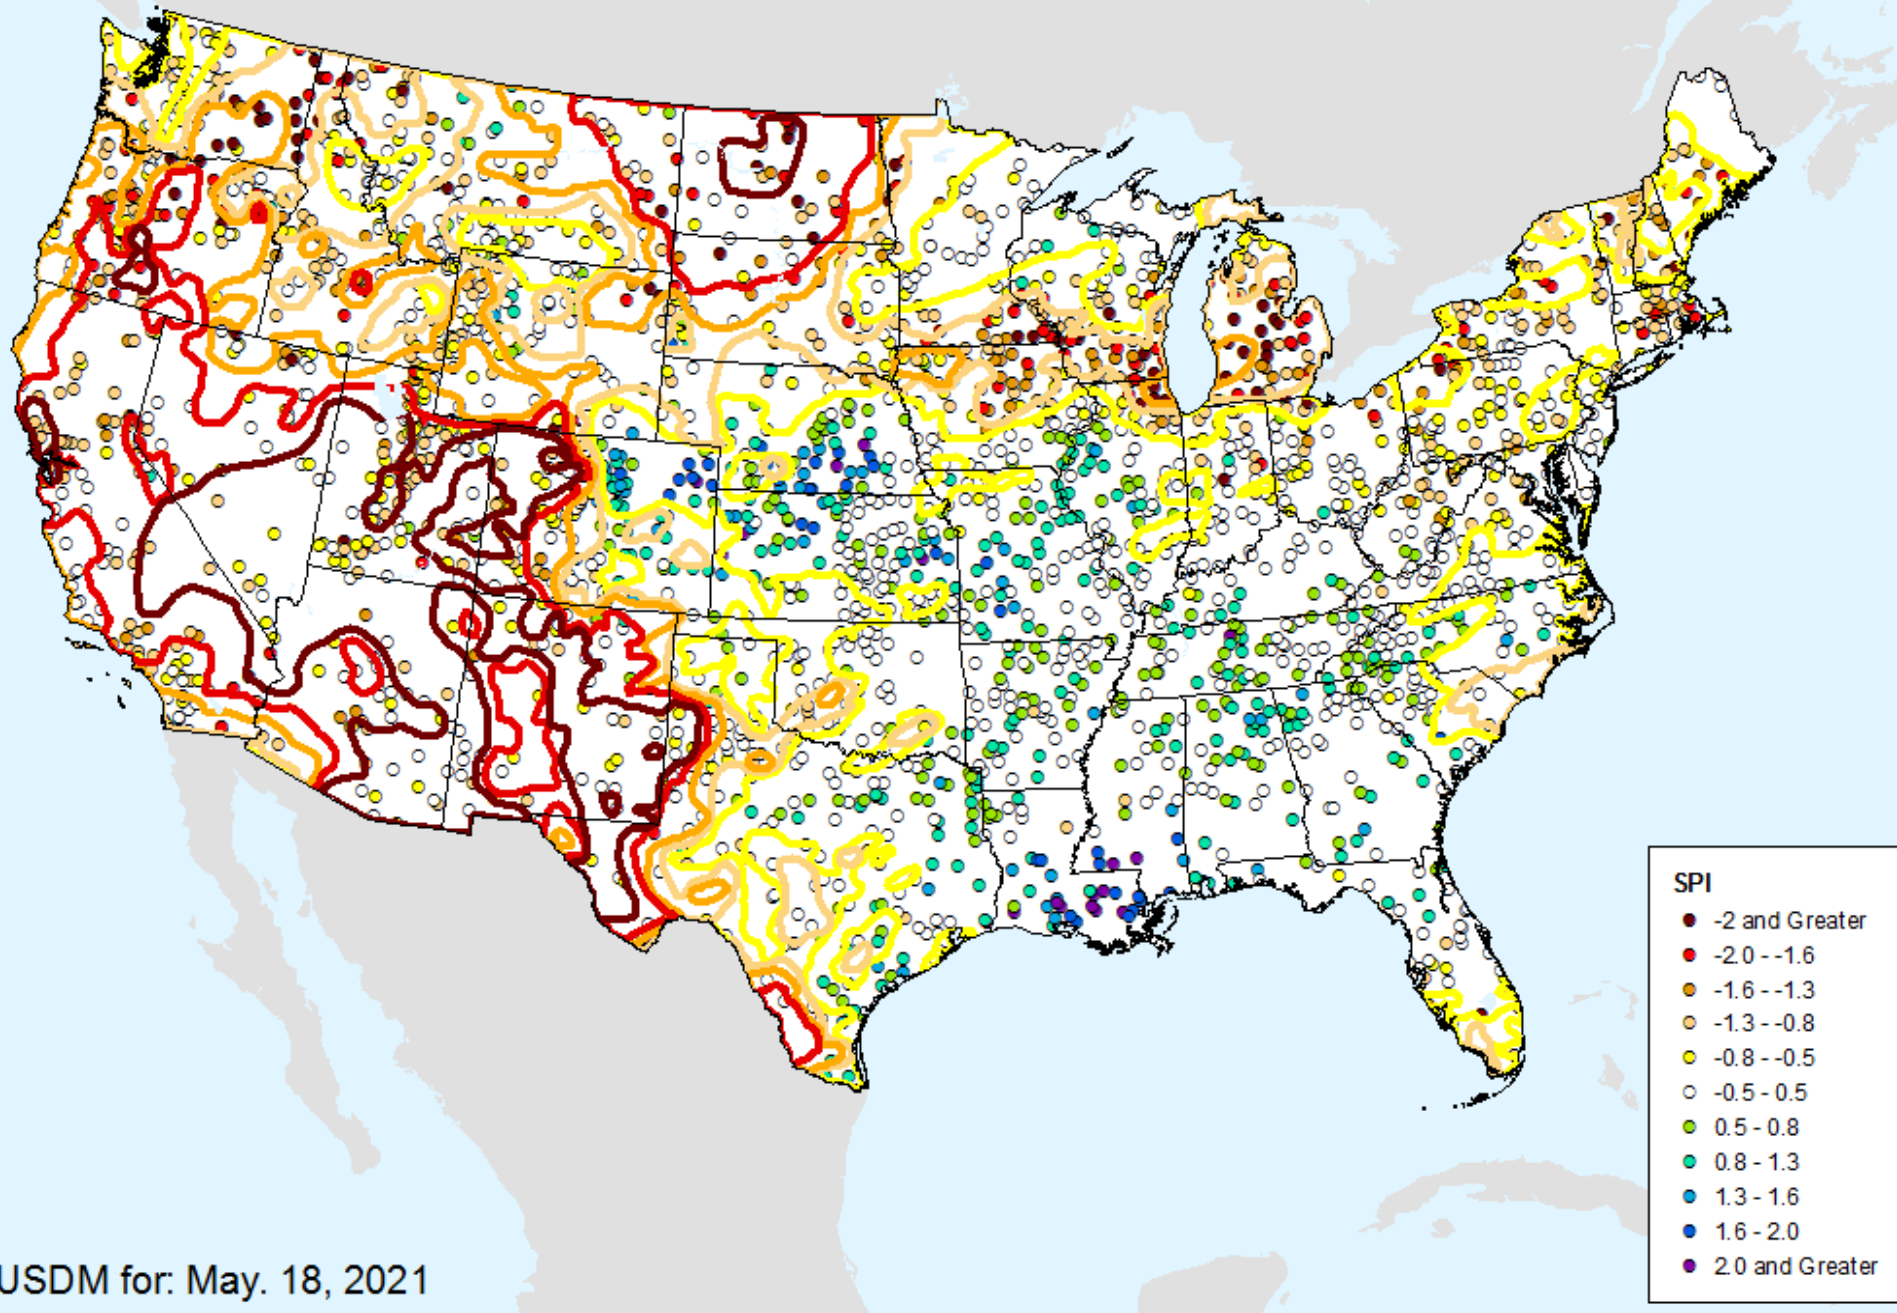 SPI
-2 and Greater
-2.0 - -1.6
-1.6 - -1.3
-1.3 - -0.8
-0.8 - -0.5
-0.5 - 0.5
0.5 - 0.8
0.8 - 1.3
1.3 - 1.6
1.6 - 2.0
2.0 and Greater
USDM for: May. 18, 2021